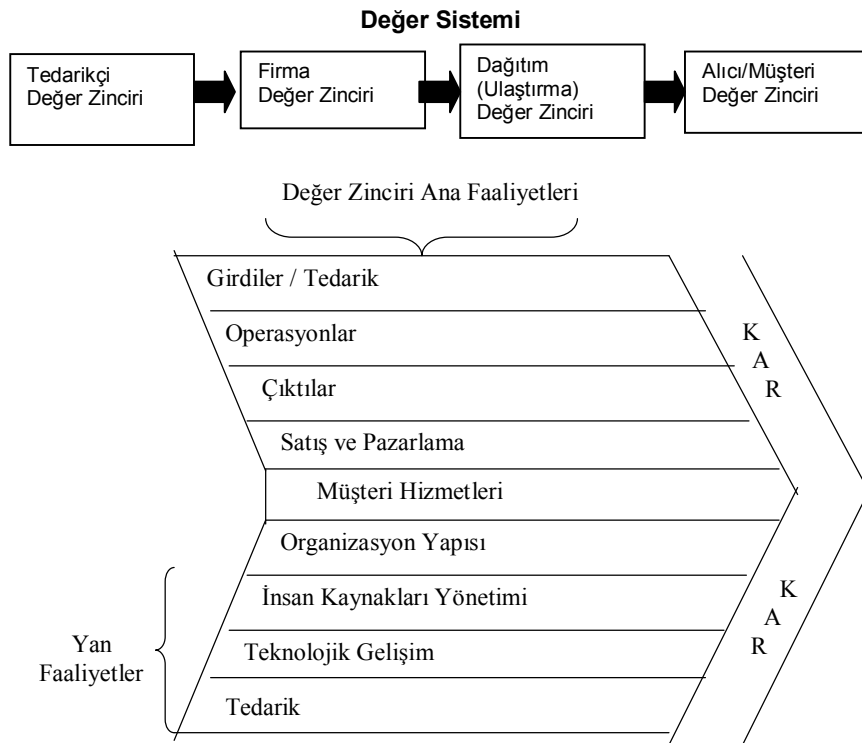 Değer Sistemi
Tedarikçi
Değer Zinciri
Firma
Değer Zinciri
Dağıtım
(Ulaştırma)
Değer Zinciri
Alıcı/Müşteri
Değer Zinciri
Değer Zinciri Ana Faaliyetleri
Girdiler / Tedarik
Operasyonlar
Çıktılar
Satış ve Pazarlama
Müşteri Hizmetleri
Organizasyon Yapısı
İnsan Kaynakları Yönetimi
Teknolojik Gelişim
Tedarik
Yan
Faaliyetler
K
A
R
K
A
R